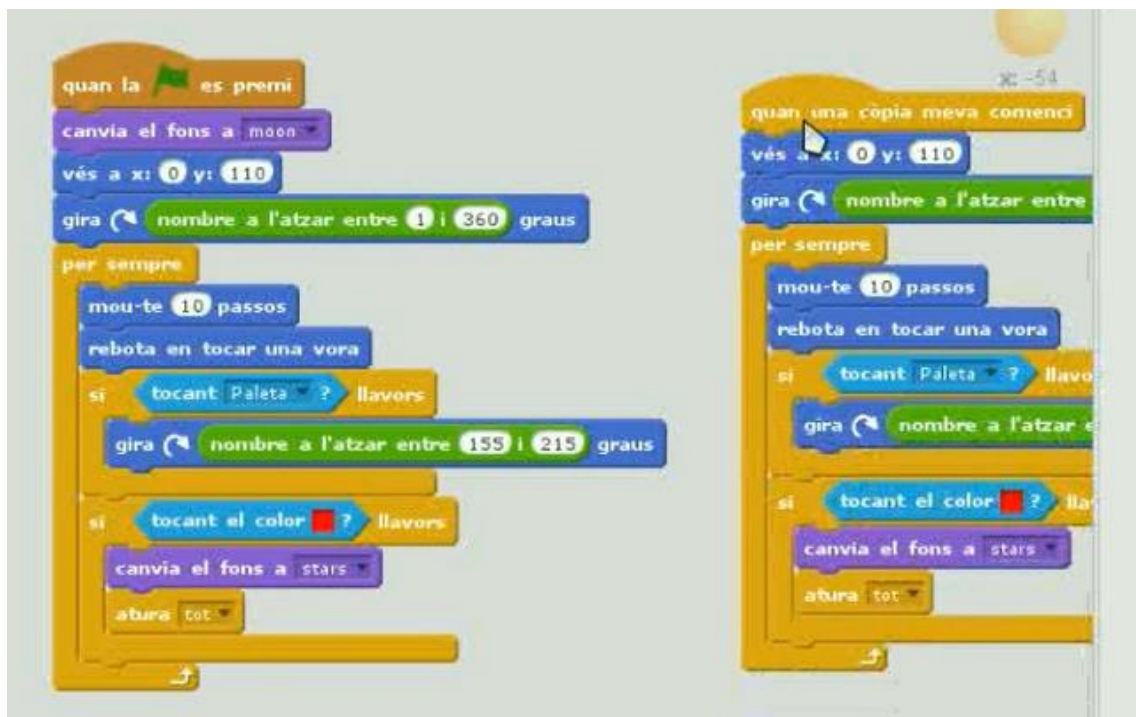 quan la es premi
canvia el fons a moon
vés a x: 0 y: 110
gira nombre a l'atzar entre 1 i 360 graus
per sempre
mou-te 10 passos
rebota en tocar una vora
si tocant Paleta ? llavors
gira nombre a l'atzar entre 155 i 215 graus
si tocant el color ? llavors
canvia el fons a stars
atura tot
x: -54
quan una còpia meva comenci
vés a x: 0 y: 110
gira nombre a l'atzar entre
per sempre
mou-te 10 passos
rebota en tocar una vora
si tocant Paleta ? llavo
gira nombre a l'atzar e
si tocant el color ? lla
canvia el fons a stars
atura tot